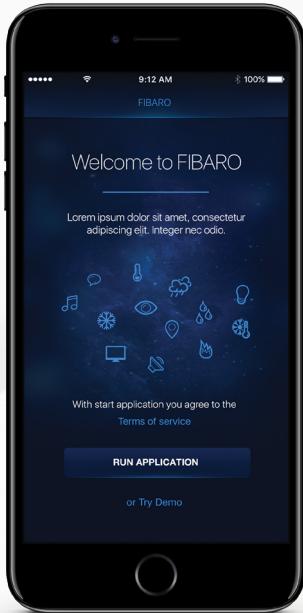 9:12 AM
100%
FIBARO
Welcome to FIBARO
Lorem ipsum dolor sit amet, consectetur
adipiscing elit. Integer nec odio.
With start application you agree to the
Terms of service
RUN APPLICATION
or Try Demo